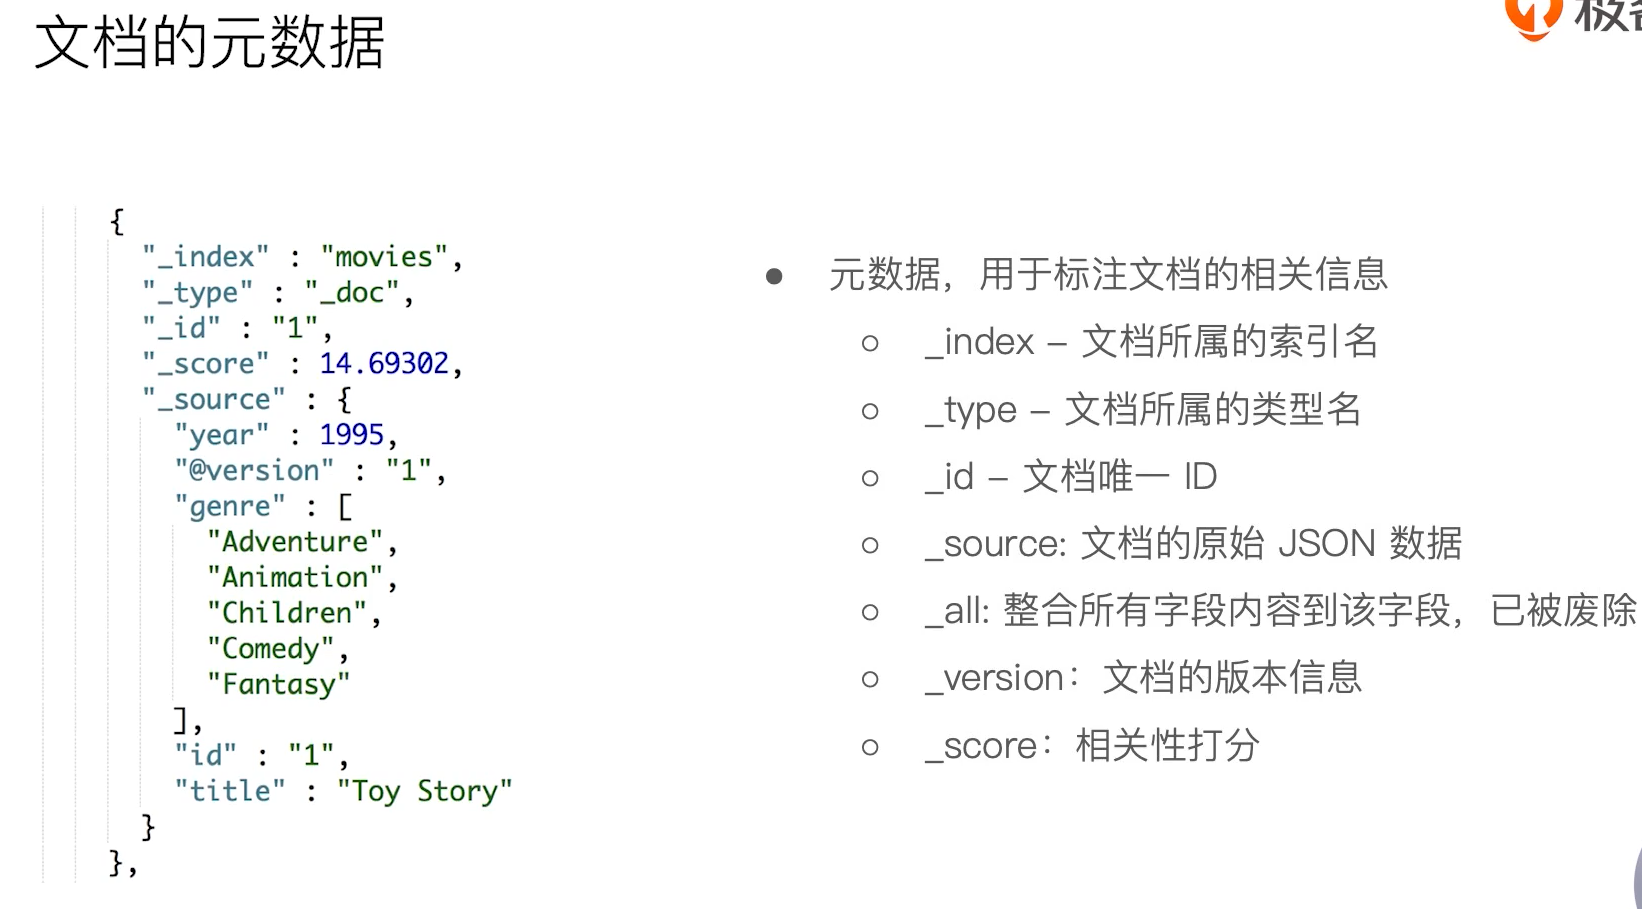 文档的元数据
极
{
"_index" : "movies",
"_type" : "_doc",
"_id" : "1",
"_score" : 14.69302,
"_source" : {
"year" : 1995,
"@version" : "1",
"genre" : [
"Adventure",
"Animation",
"Children",
"Comedy",
"Fantasy"
],
"id" : "1",
"title" : "Toy Story"
}
},
● 元数据，用于标注文档的相关信息
○ _index – 文档所属的索引名
○ _type – 文档所属的类型名
○ _id – 文档唯一 ID
○ _source: 文档的原始 JSON 数据
○ _all: 整合所有字段内容到该字段，已被废除
○ _version： 文档的版本信息
○ _score：相关性打分